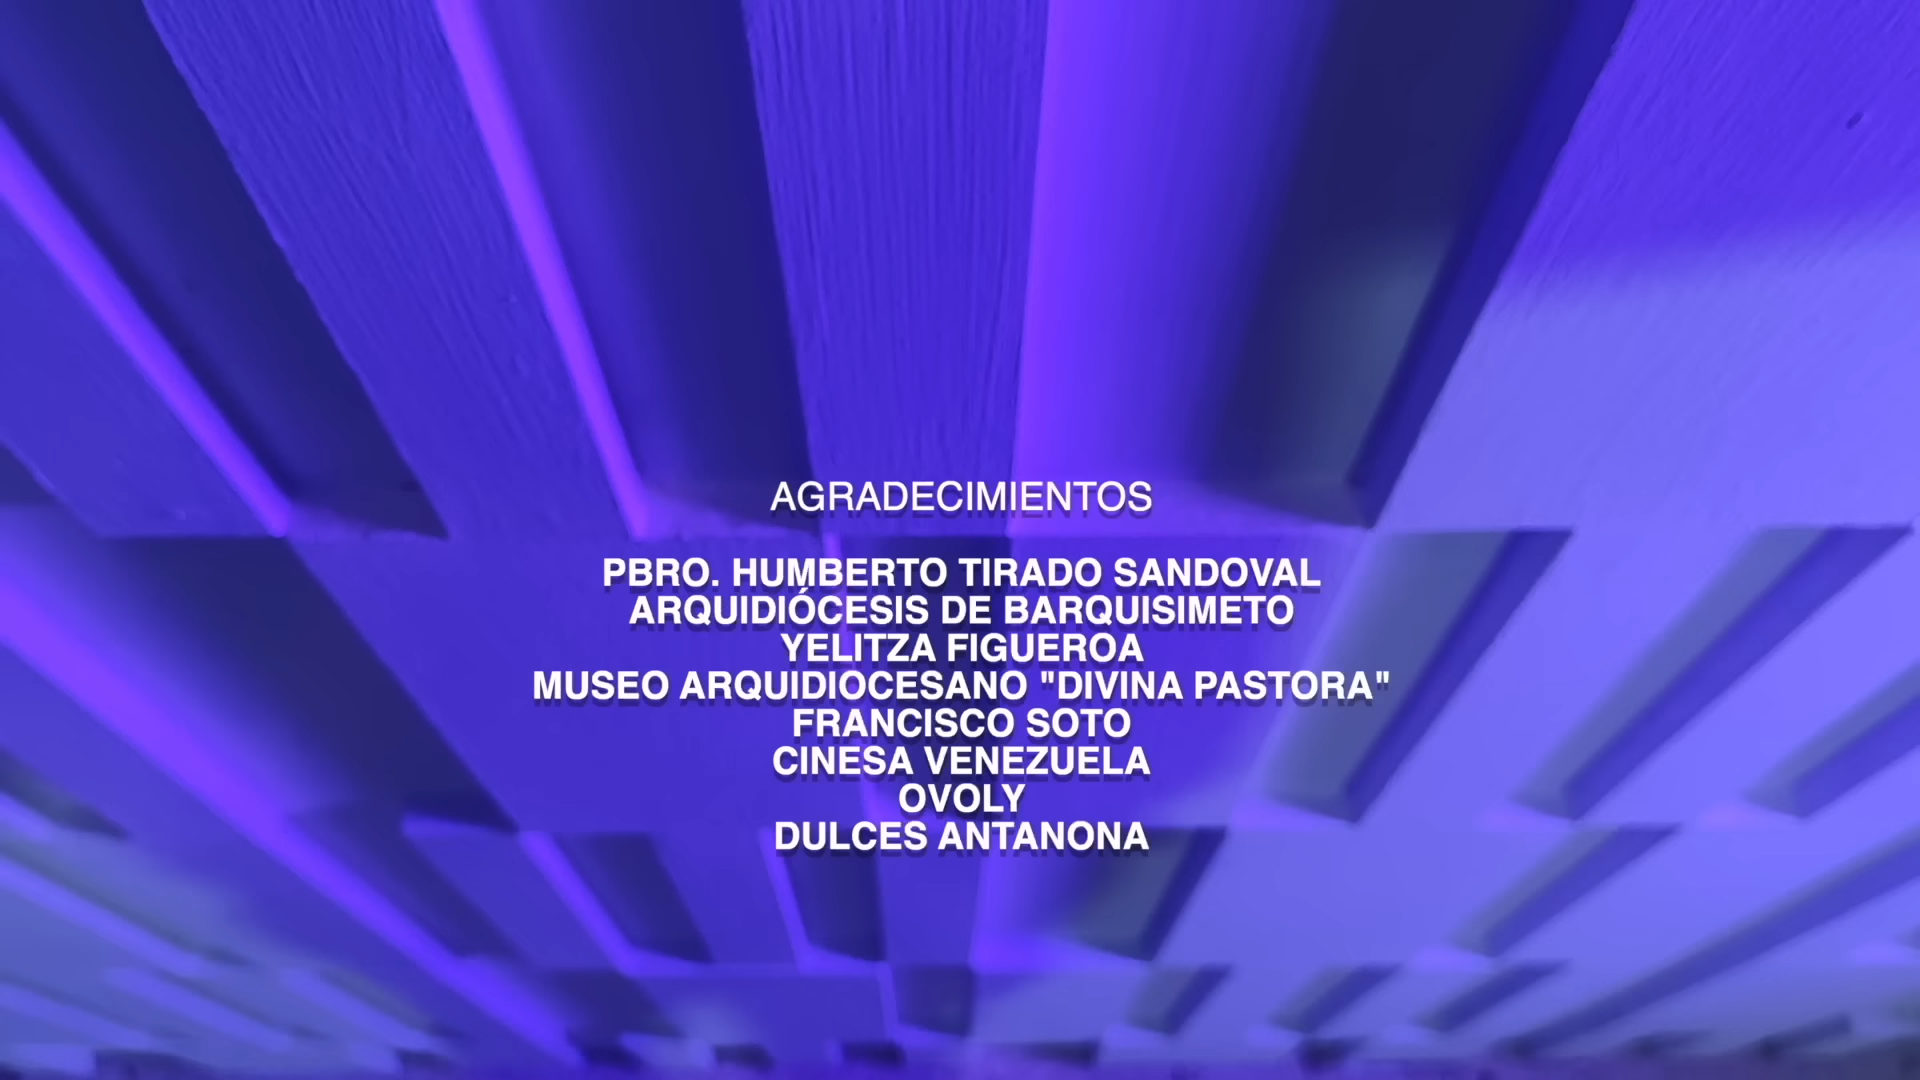 AGRADECIMIENTOS
PBRO. HUMBERTO TIRADO SANDOVAL
ARQUIDIÓCESIS DE BARQUISIMETO
YELITZA FIGUEROA
MUSEO ARQUIDIOCESANO "DIVINA PASTORA"
FRANCISCO SOTO
CINESA VENEZUELA
OVOLY
DULCES ANTANONA